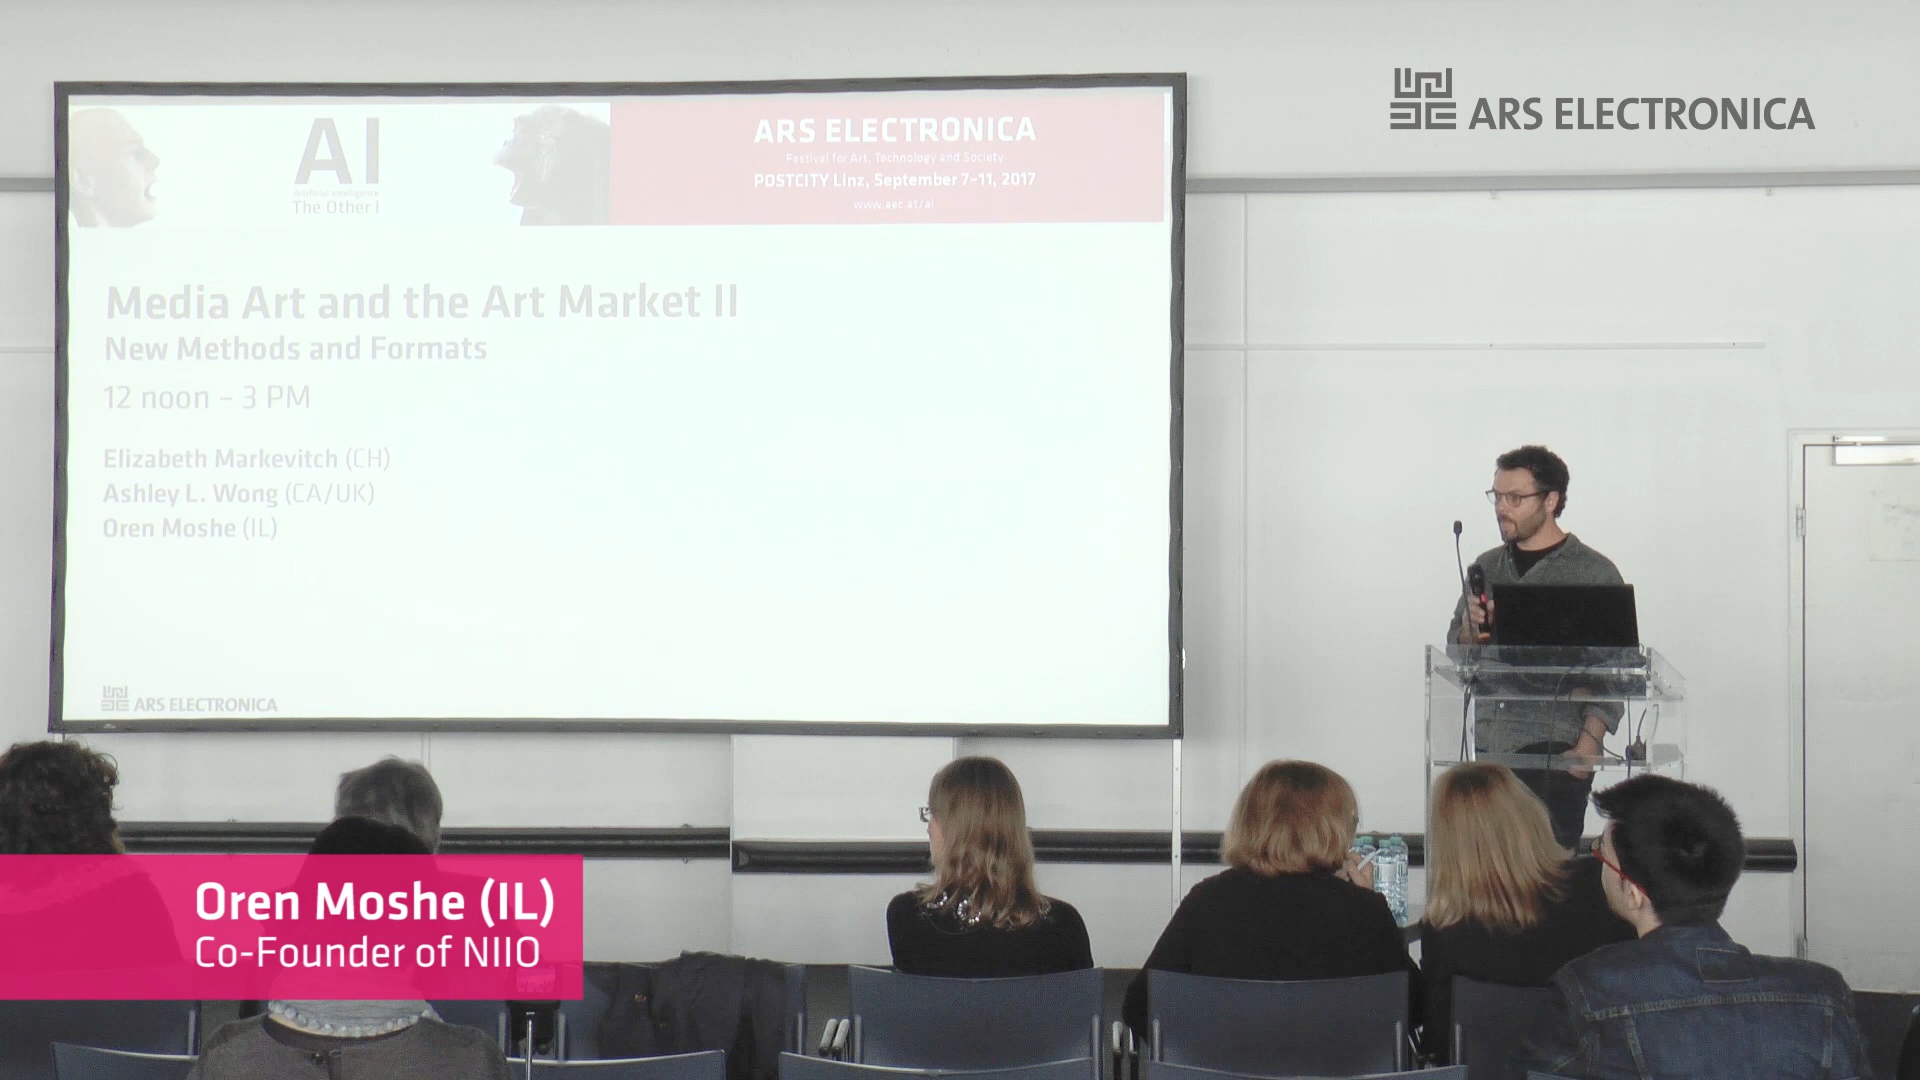 ARS ELECTRONICA
AI
Artificial Intelligence
The Other I
ARS ELECTRONICA
Festival for Art, Technology and Society
POSTCITY Linz, September 7–11, 2017
www.aec.at/ai
Media Art and the Art Market II
New Methods and Formats
12 noon – 3 PM
Elizabeth Markevitch (CH)
Ashley L. Wong (CA/UK)
Oren Moshe (IL)
ARS ELECTRONICA
Oren Moshe (IL)
Co-Founder of NIIO